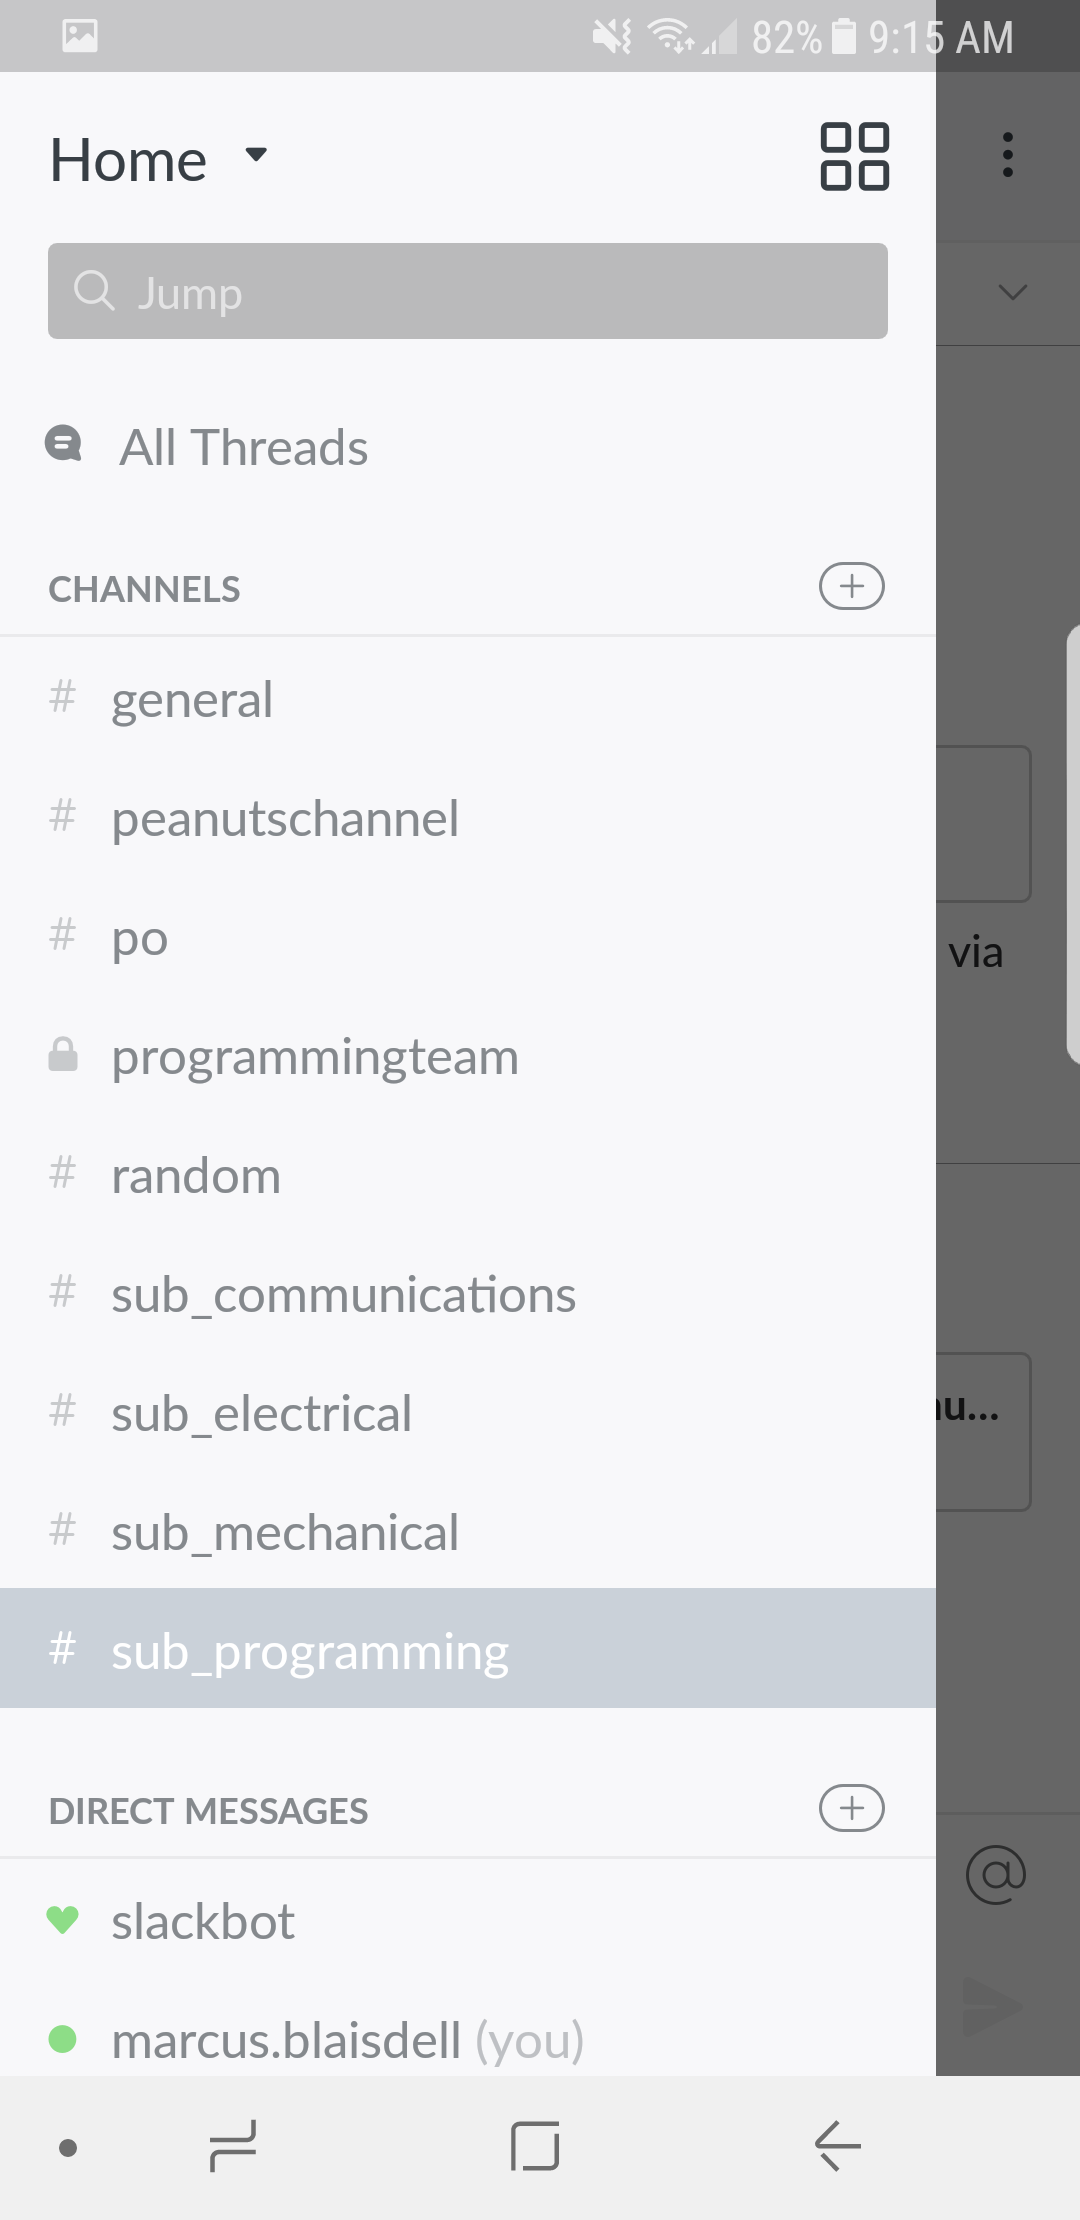 82% 9:15 AM
Home
Jump
All Threads
CHANNELS
# general
# peanutschannel
# po
via
programmingteam
# random
# sub_communications
# sub_electrical
# sub_mechanical
# sub_programming
DIRECT MESSAGES
@
slackbot
marcus.blaisdell (you)